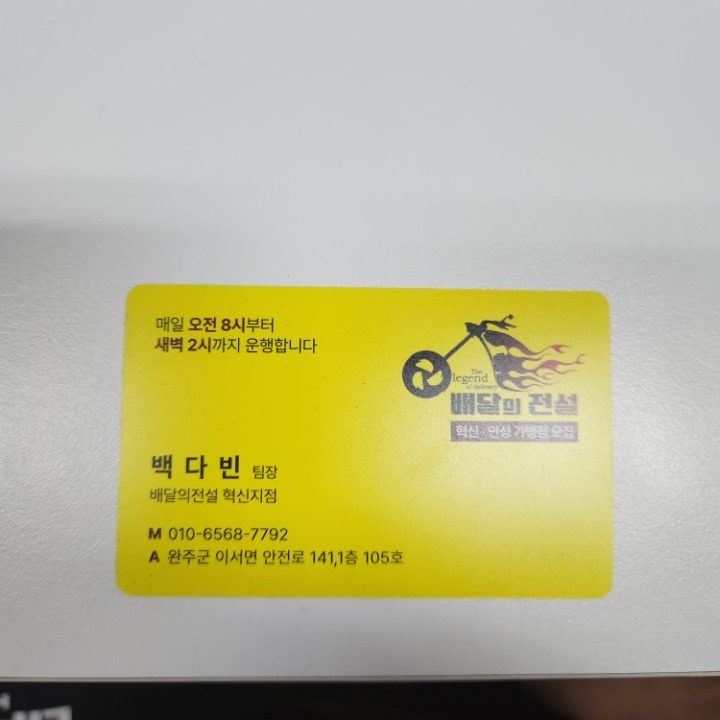 매일 오전 8시부터
새벽 2시까지 운행합니다
The
legend
of delivery
배달의 전설
혁신 · 안성 가맹점 모집
백다빈 팀장
배달의전설 혁신지점
M 010-6568-7792
A 완주군 이서면 안전로 141,1층 105호